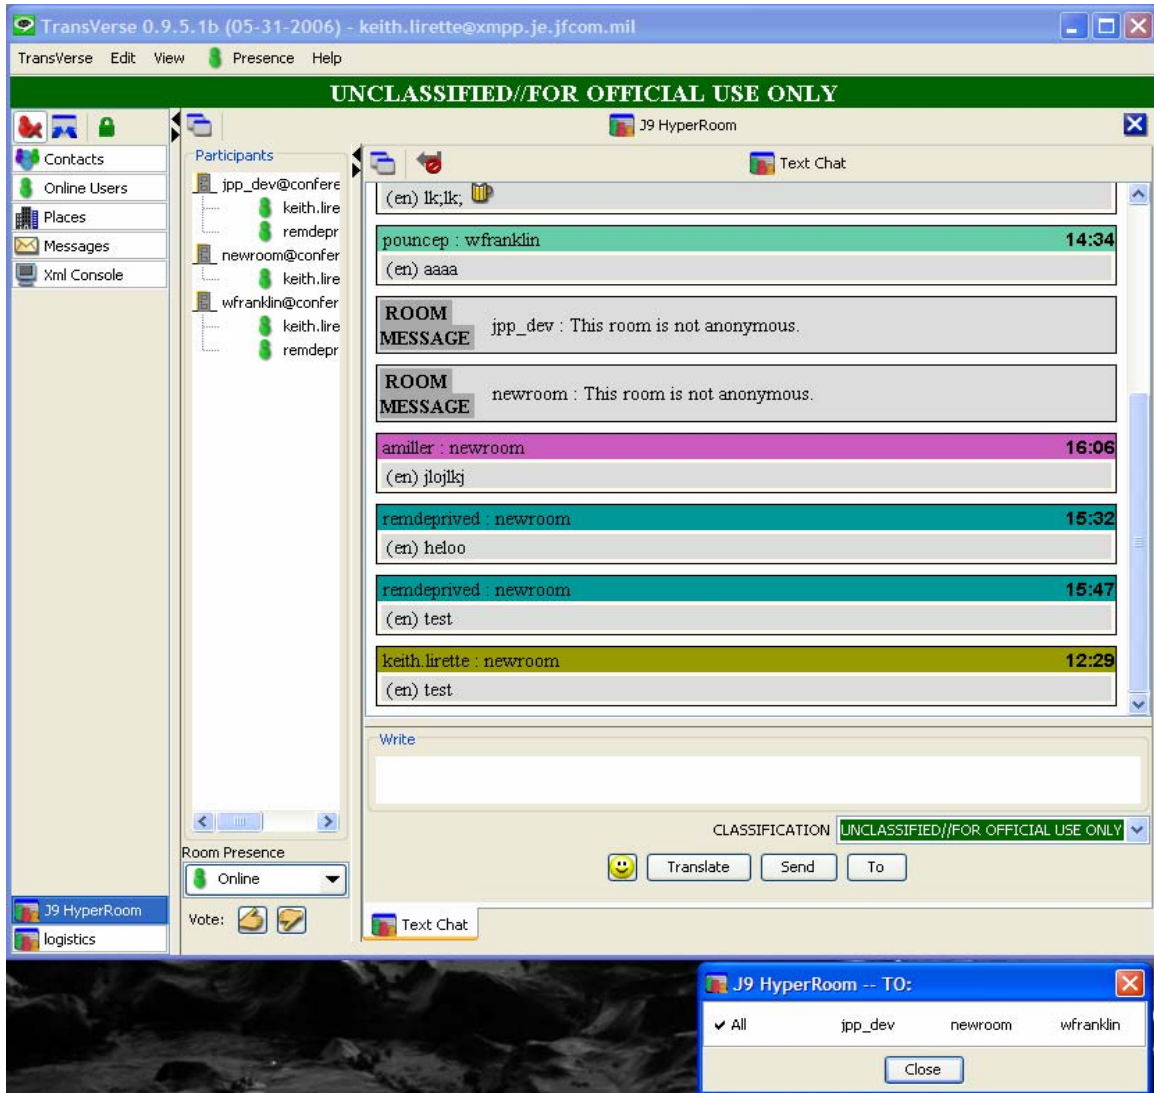 TransVerse 0.9.5.1b (05-31-2006) - keith.lirette@xmpp.je.jfcom.mil
TransVerse Edit View Presence Help
UNCLASSIFIED//FOR OFFICIAL USE ONLY
J9 HyperRoom
Contacts
Online Users
Places
Messages
Xml Console
J9 HyperRoom
logistics
Participants
jpp_dev@confere
keith.lire
remdepr
newroom@confer
keith.lire
wfranklin@confer
keith.lire
remdepr
Room Presence
Online
Vote:
Text Chat
(en) lk;lk;
pouncep : wfranklin 14:34
(en) aaaa
ROOM
MESSAGE
jpp_dev : This room is not anonymous.
ROOM
MESSAGE
newroom : This room is not anonymous.
amiller : newroom 16:06
(en) jlojlkj
remdeprived : newroom 15:32
(en) heloo
remdeprived : newroom 15:47
(en) test
keith.lirette : newroom 12:29
(en) test
Write
CLASSIFICATION UNCLASSIFIED//FOR OFFICIAL USE ONLY
Translate Send To
Text Chat
J9 HyperRoom -- TO:
All jpp_dev newroom wfranklin
Close